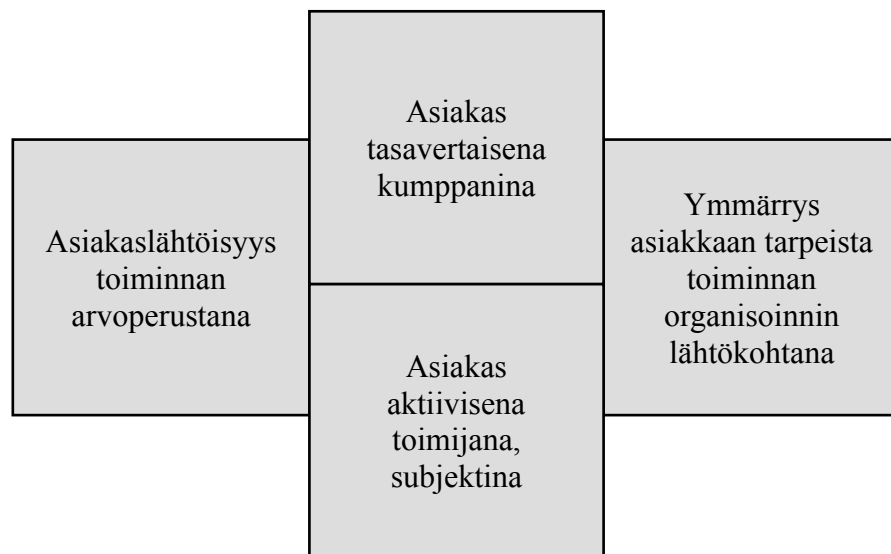 Asiakaslähtöisyys
toiminnan
arvoperustana
Asiakas
tasavertaisena
kumppanina
Asiakas
aktiivisena
toimijana,
subjektina
Ymmärrys
asiakkaan tarpeista
toiminnan
organisoinnin
lähtökohtana